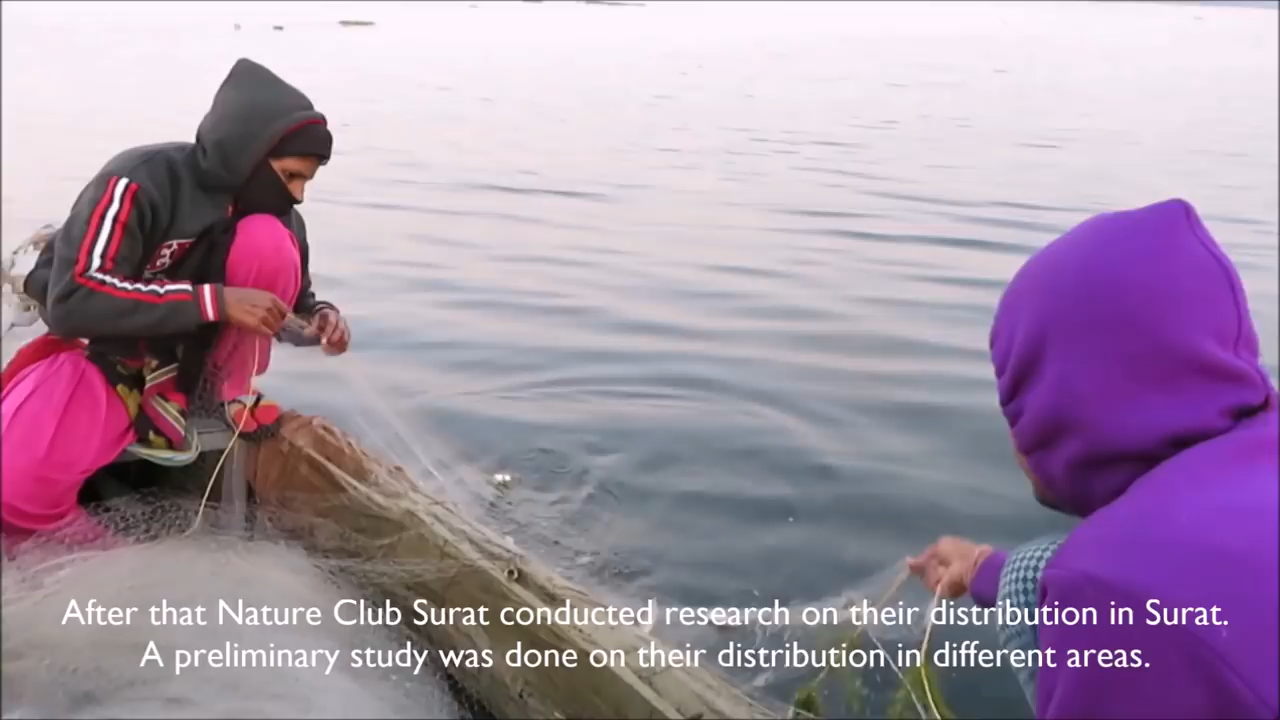 After that Nature Club Surat conducted research on their distribution in Surat.
A preliminary study was done on their distribution in different areas.